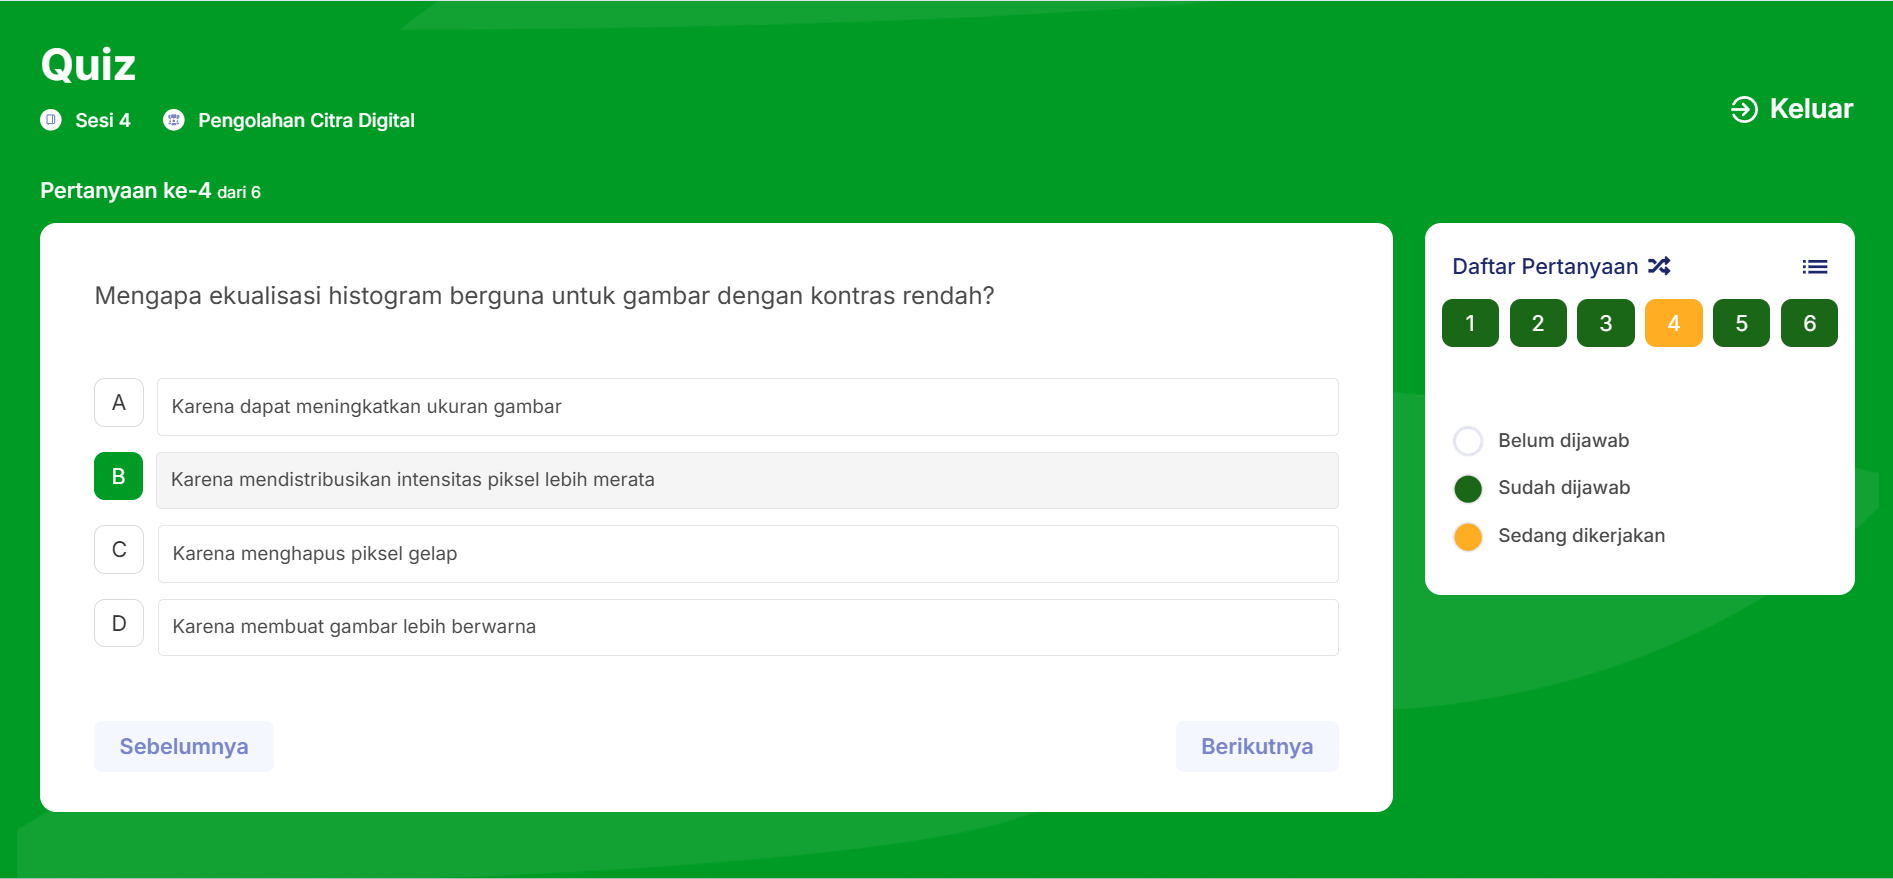 Quiz
Sesi 4 Pengolahan Citra Digital
Keluar
Pertanyaan ke-4 dari 6
Mengapa ekualisasi histogram berguna untuk gambar dengan kontras rendah?
A Karena dapat meningkatkan ukuran gambar
B Karena mendistribusikan intensitas piksel lebih merata
C Karena menghapus piksel gelap
D Karena membuat gambar lebih berwarna
Sebelumnya Berikutnya
Daftar Pertanyaan
1 2 3 4 5 6
Belum dijawab
Sudah dijawab
Sedang dikerjakan